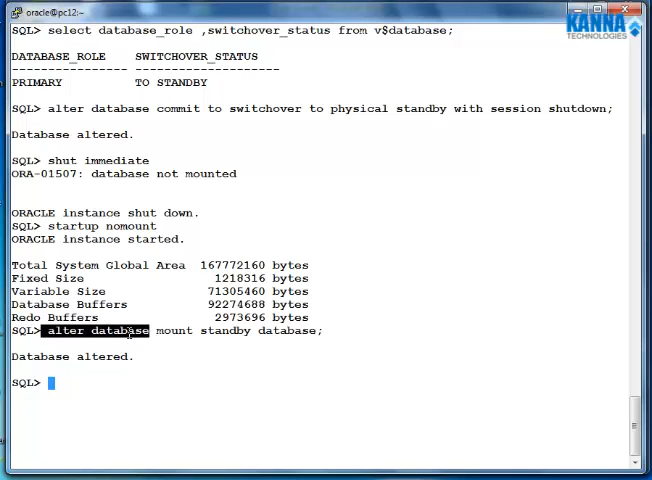 oracle@pc12:~
KANNA
TECHNOLOGIES
SQL> select database_role ,switchover_status from v$database;
DATABASE_ROLE    SWITCHOVER_STATUS
---------------- --------------------
PRIMARY          TO STANDBY
SQL> alter database commit to switchover to physical standby with session shutdown;
Database altered.
SQL> shut immediate
ORA-01507: database not mounted
ORACLE instance shut down.
SQL> startup nomount
ORACLE instance started.
Total System Global Area  167772160 bytes
Fixed Size                  1218316 bytes
Variable Size              71305460 bytes
Database Buffers           92274688 bytes
Redo Buffers                2973696 bytes
SQL> alter database mount standby database;
Database altered.
SQL>